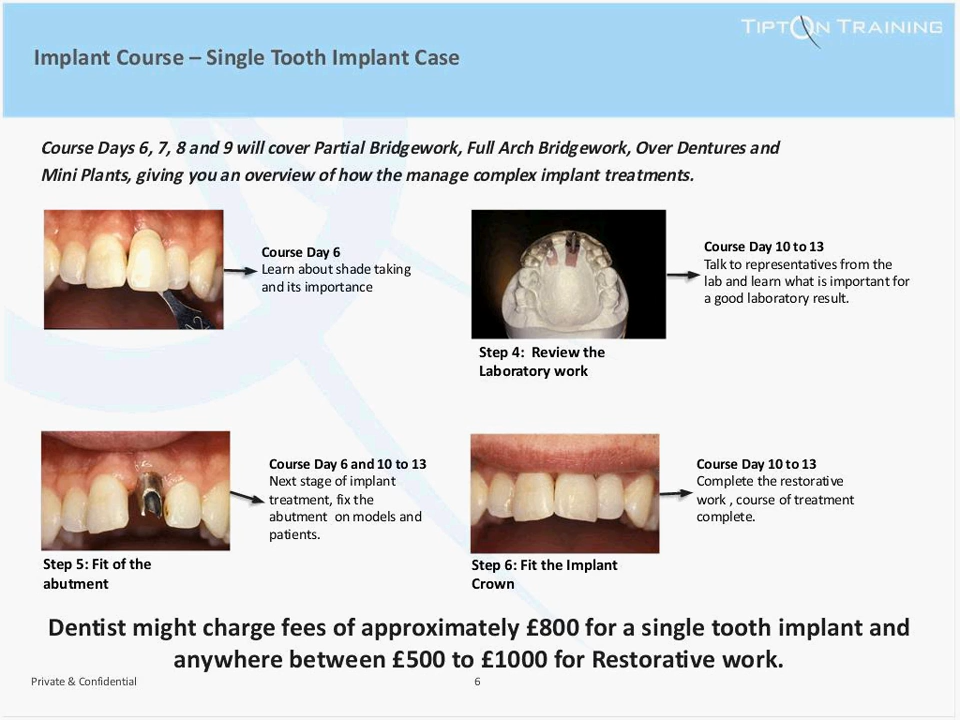 TIPTON TRAINING
Implant Course – Single Tooth Implant Case
Course Days 6, 7, 8 and 9 will cover Partial Bridgework, Full Arch Bridgework, Over Dentures and
Mini Plants, giving you an overview of how the manage complex implant treatments.
Course Day 6
Learn about shade taking
and its importance
Course Day 10 to 13
Talk to representatives from the
lab and learn what is important for
a good laboratory result.
Step 4: Review the
Laboratory work
Course Day 6 and 10 to 13
Next stage of implant
treatment, fix the
abutment on models and
patients.
Step 5: Fit of the
abutment
Course Day 10 to 13
Complete the restorative
work , course of treatment
complete.
Step 6: Fit the Implant
Crown
Dentist might charge fees of approximately £800 for a single tooth implant and
anywhere between £500 to £1000 for Restorative work.
Private & Confidential
6